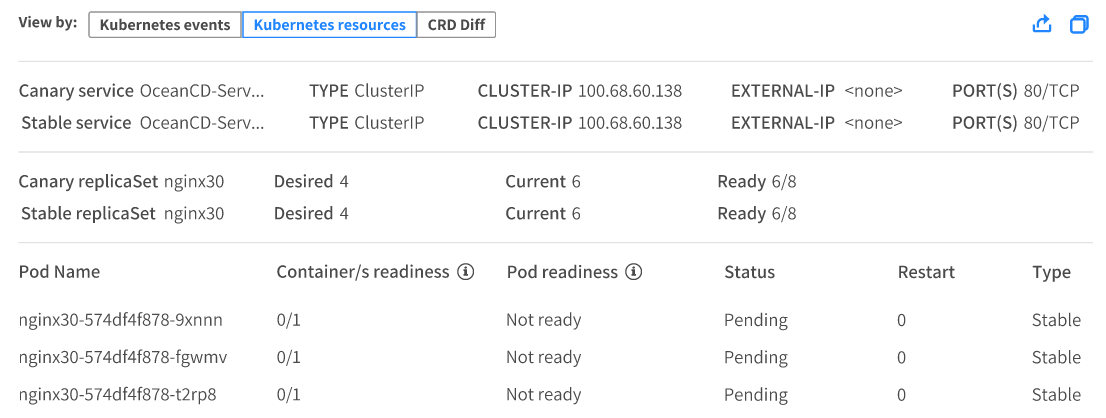 View by: Kubernetes events Kubernetes resources CRD Diff
Canary service OceanCD-Serv... TYPE ClusterIP CLUSTER-IP 100.68.60.138 EXTERNAL-IP <none> PORT(S) 80/TCP
Stable service OceanCD-Serv... TYPE ClusterIP CLUSTER-IP 100.68.60.138 EXTERNAL-IP <none> PORT(S) 80/TCP
Canary replicaSet nginx30 Desired 4 Current 6 Ready 6/8
Stable replicaSet nginx30 Desired 4 Current 6 Ready 6/8
Pod Name Container/s readiness Pod readiness Status Restart Type
nginx30-574df4f878-9xnnn 0/1 Not ready Pending 0 Stable
nginx30-574df4f878-fgwmv 0/1 Not ready Pending 0 Stable
nginx30-574df4f878-t2rp8 0/1 Not ready Pending 0 Stable